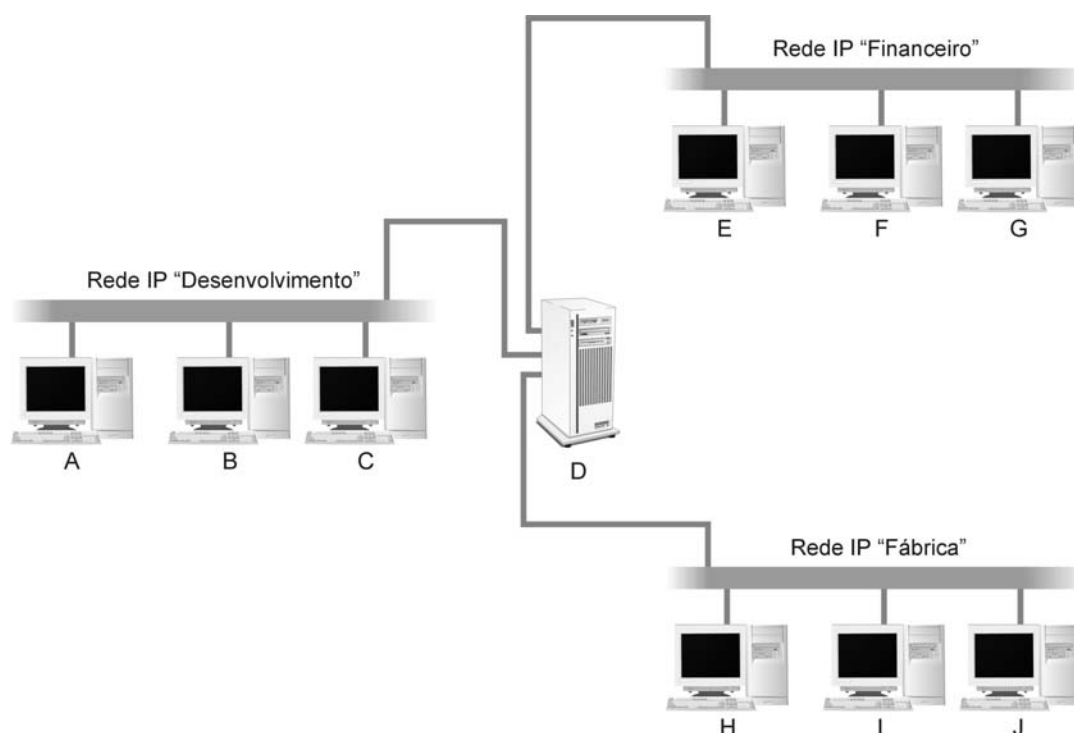 Rede IP “Financeiro”
E F G
Rede IP “Desenvolvimento”
A B C
D
Rede IP “Fábrica”
H I J